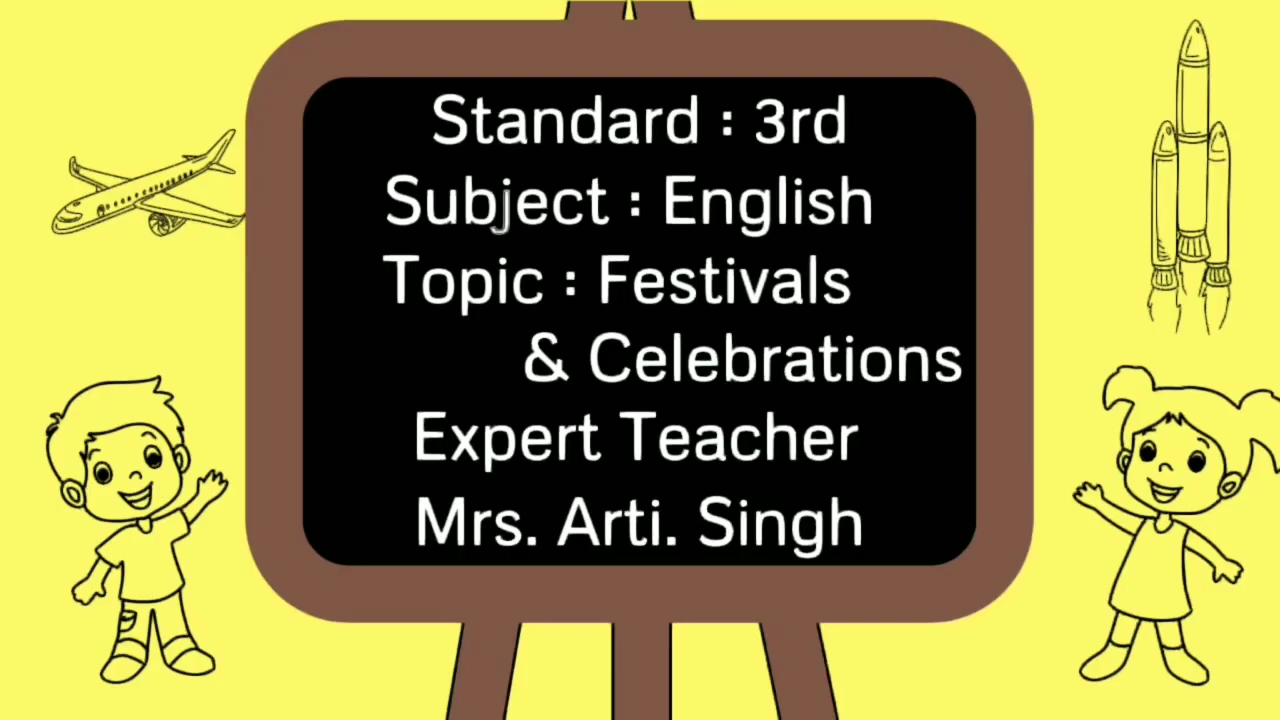 Standard : 3rd
Subject : English
Topic : Festivals
& Celebrations
Expert Teacher
Mrs. Arti. Singh